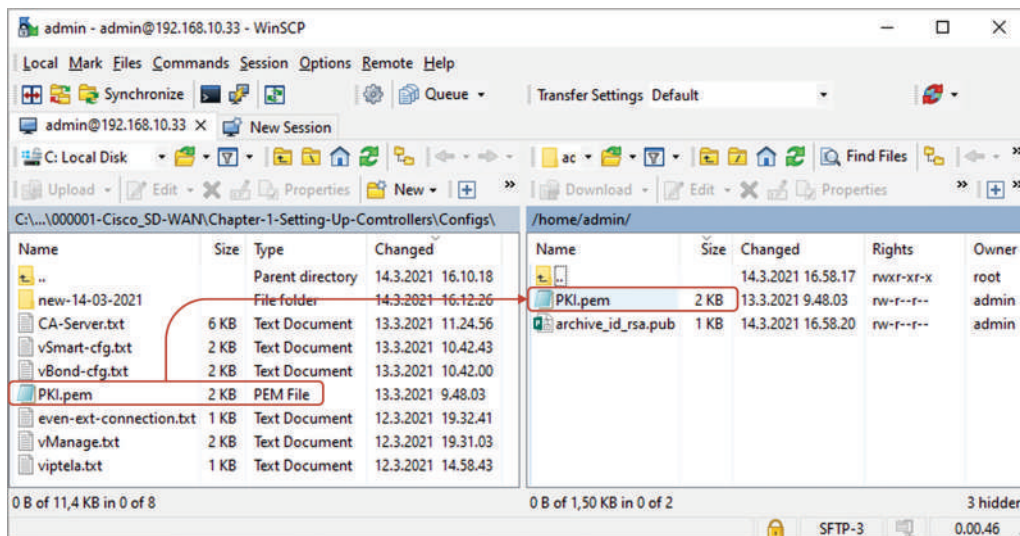 admin - admin@192.168.10.33 - WinSCP
Local Mark Files Commands Session Options Remote Help
Synchronize Queue Transfer Settings Default
admin@192.168.10.33 New Session
C: Local Disk ac Find Files
Upload Edit Properties New Download Edit Properties
C:\...\000001-Cisco_SD-WAN\Chapter-1-Setting-Up-Comtrollers\Configs\ /home/admin/
Name Size Type Changed Name Size Changed Rights Owner
.. Parent directory 14.3.2021 16.10.18 .. 14.3.2021 16.58.17 rwxr-xr-x root
new-14-03-2021 File folder 14.3.2021 16.12.26 PKI.pem 2 KB 13.3.2021 9.48.03 rw-r--r-- admin
CA-Server.txt 6 KB Text Document 13.3.2021 11.24.56 archive_id_rsa.pub 1 KB 14.3.2021 16.58.20 rw-r--r-- admin
vSmart-cfg.txt 2 KB Text Document 13.3.2021 10.42.43
vBond-cfg.txt 2 KB Text Document 13.3.2021 10.42.00
PKI.pem 2 KB PEM File 13.3.2021 9.48.03
even-ext-connection.txt 1 KB Text Document 12.3.2021 19.32.41
vManage.txt 2 KB Text Document 12.3.2021 19.31.03
viptela.txt 1 KB Text Document 12.3.2021 14.58.43
0 B of 11,4 KB in 0 of 8 0 B of 1,50 KB in 0 of 2 3 hidden
SFTP-3 0.00.46